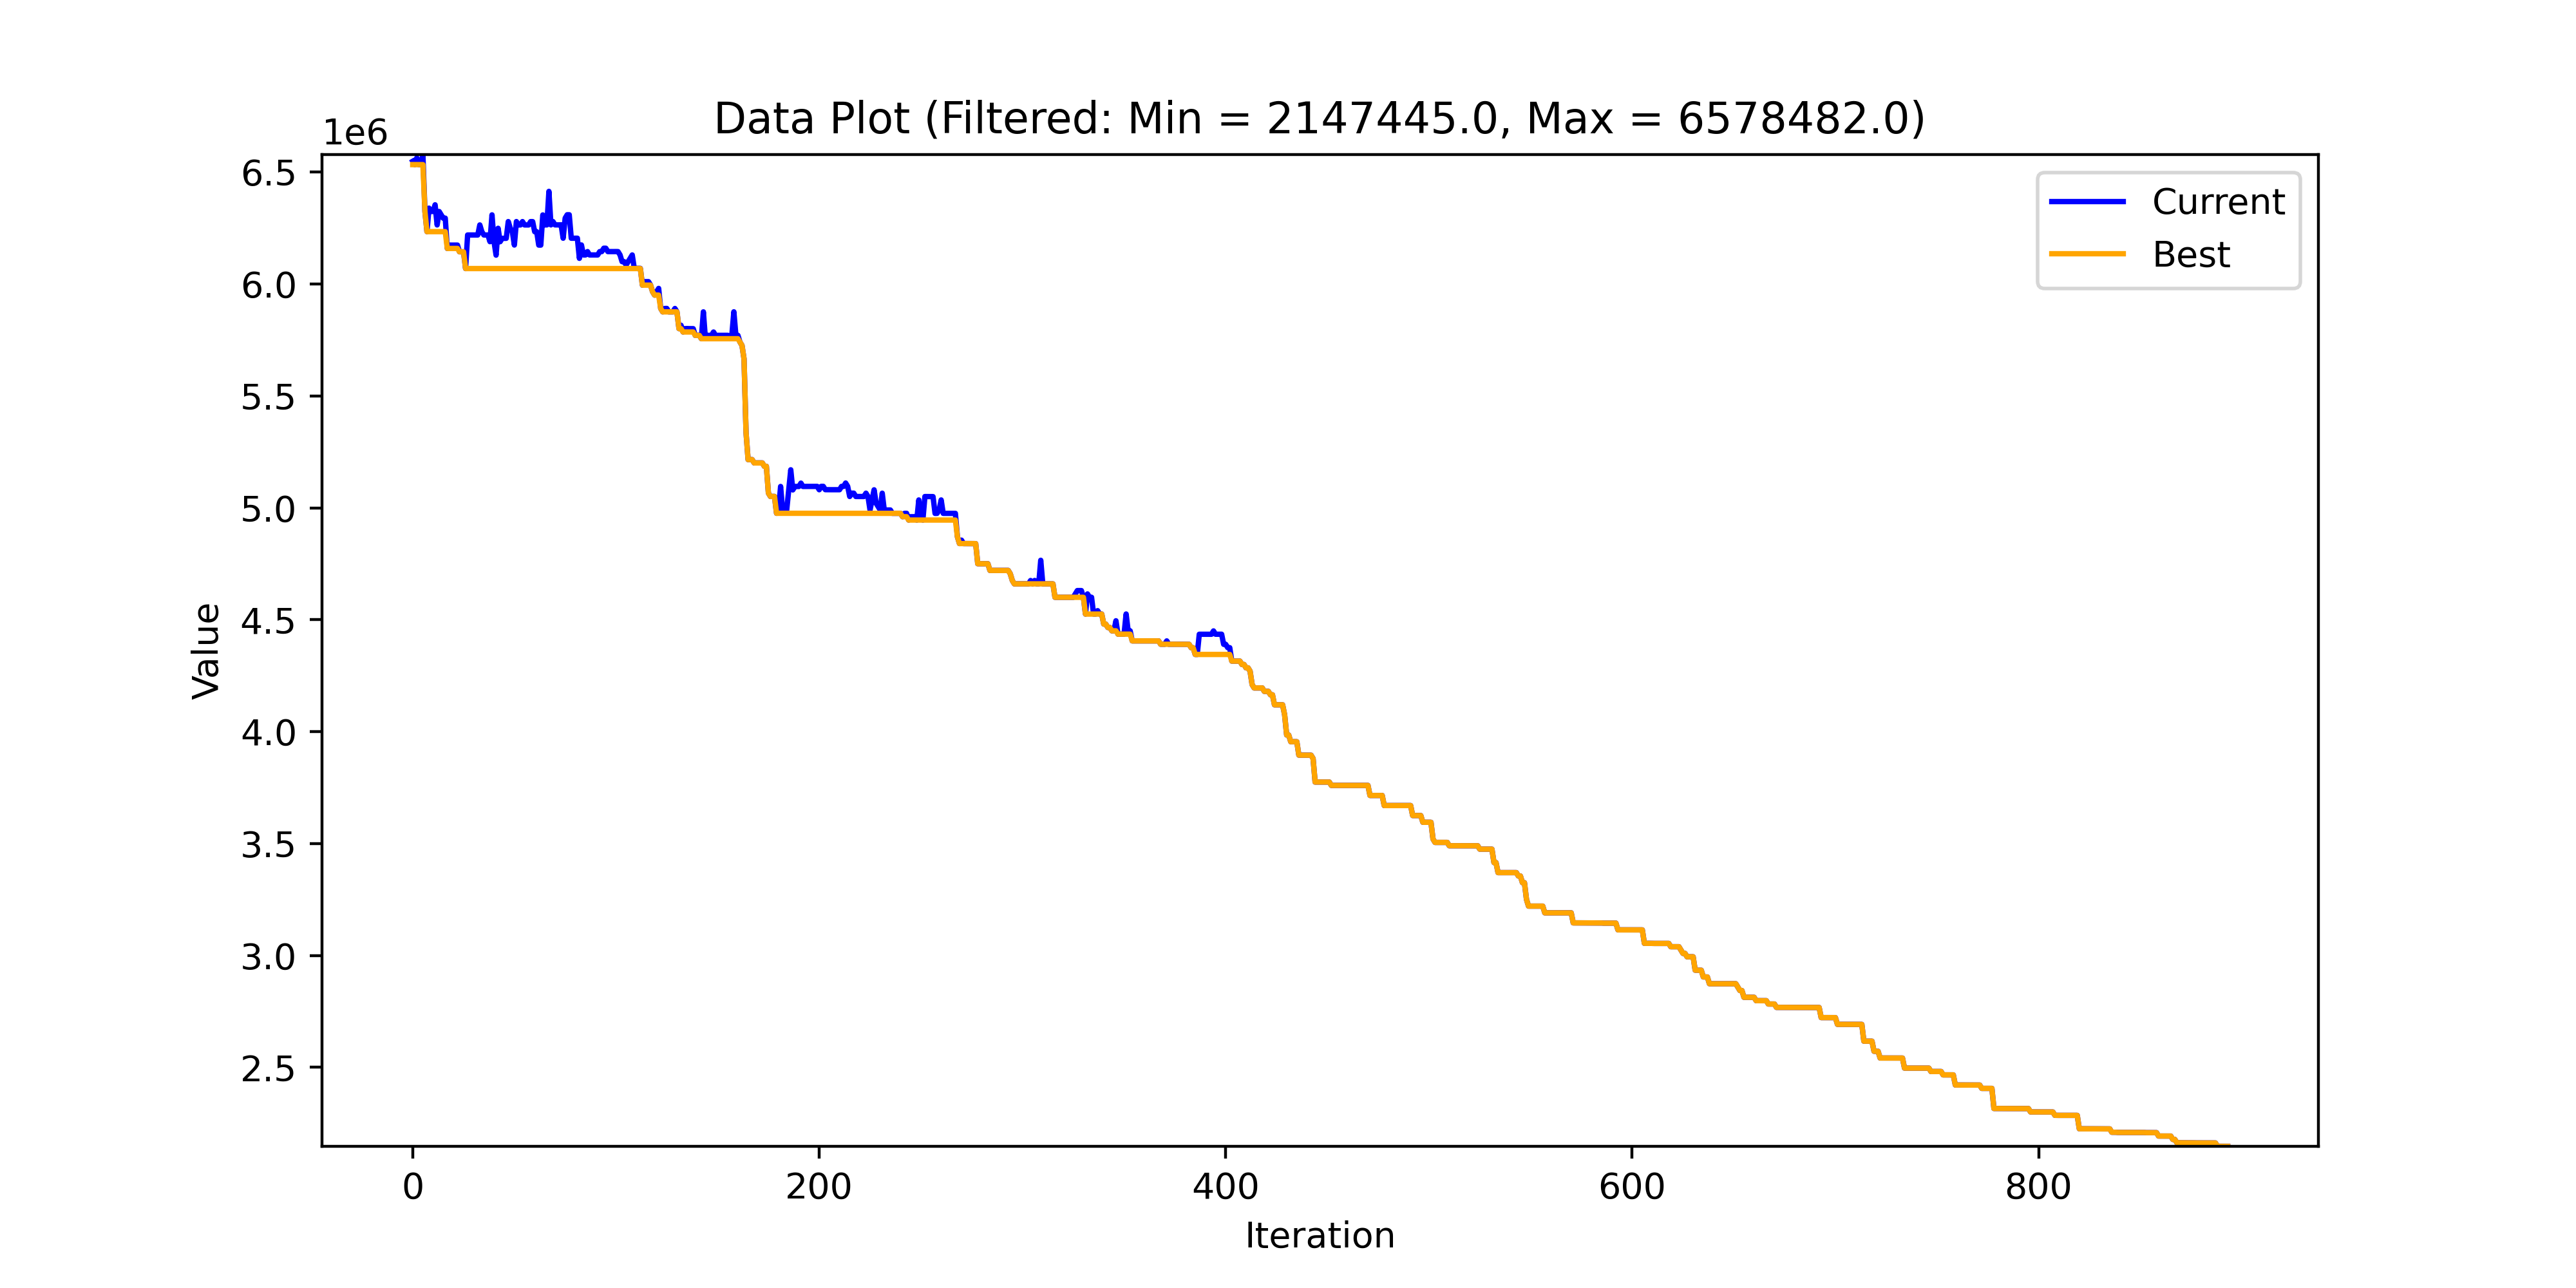 Data Plot (Filtered: Min = 2147445.0, Max = 6578482.0)
1e6
6.5
6.0
5.5
5.0
4.5
4.0
3.5
3.0
2.5
Value
Current
Best
0 200 400 600 800
Iteration